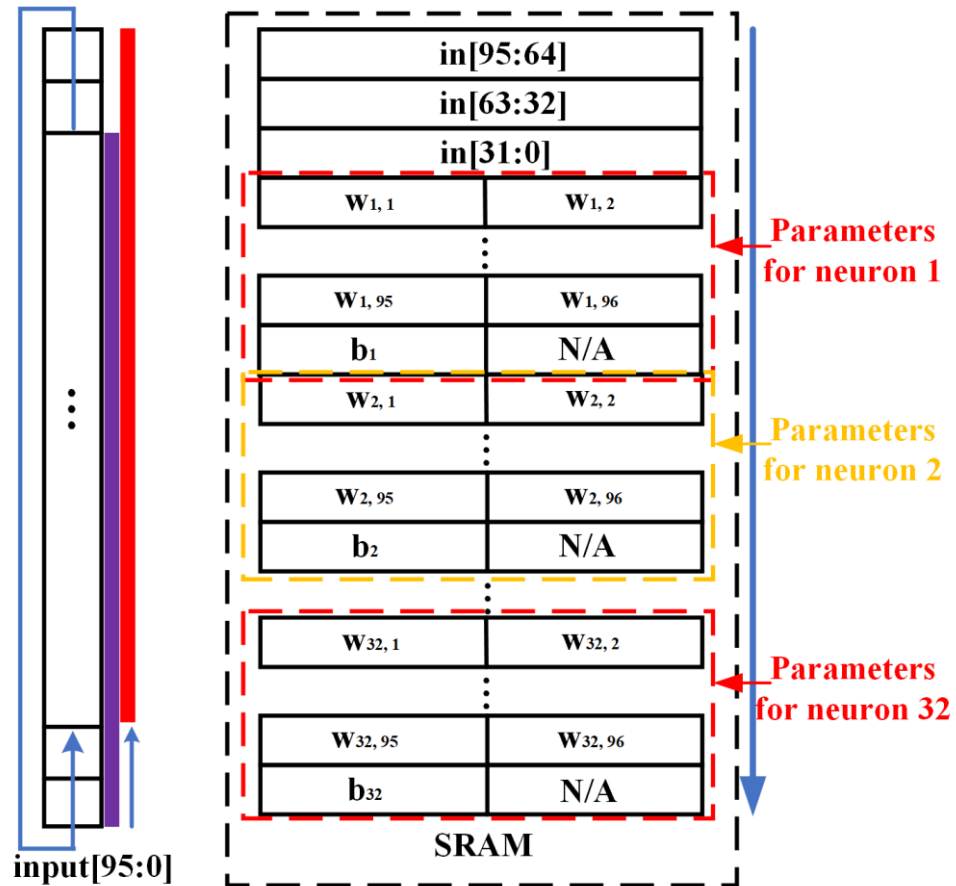 in[95:64]
in[63:32]
in[31:0]
w1, 1 w1, 2
Parameters
for neuron 1
w1, 95 w1, 96
b1 N/A
w2, 1 w2, 2
Parameters
for neuron 2
w2, 95 w2, 96
b2 N/A
w32, 1 w32, 2
Parameters
for neuron 32
w32, 95 w32, 96
b32 N/A
SRAM
input[95:0]